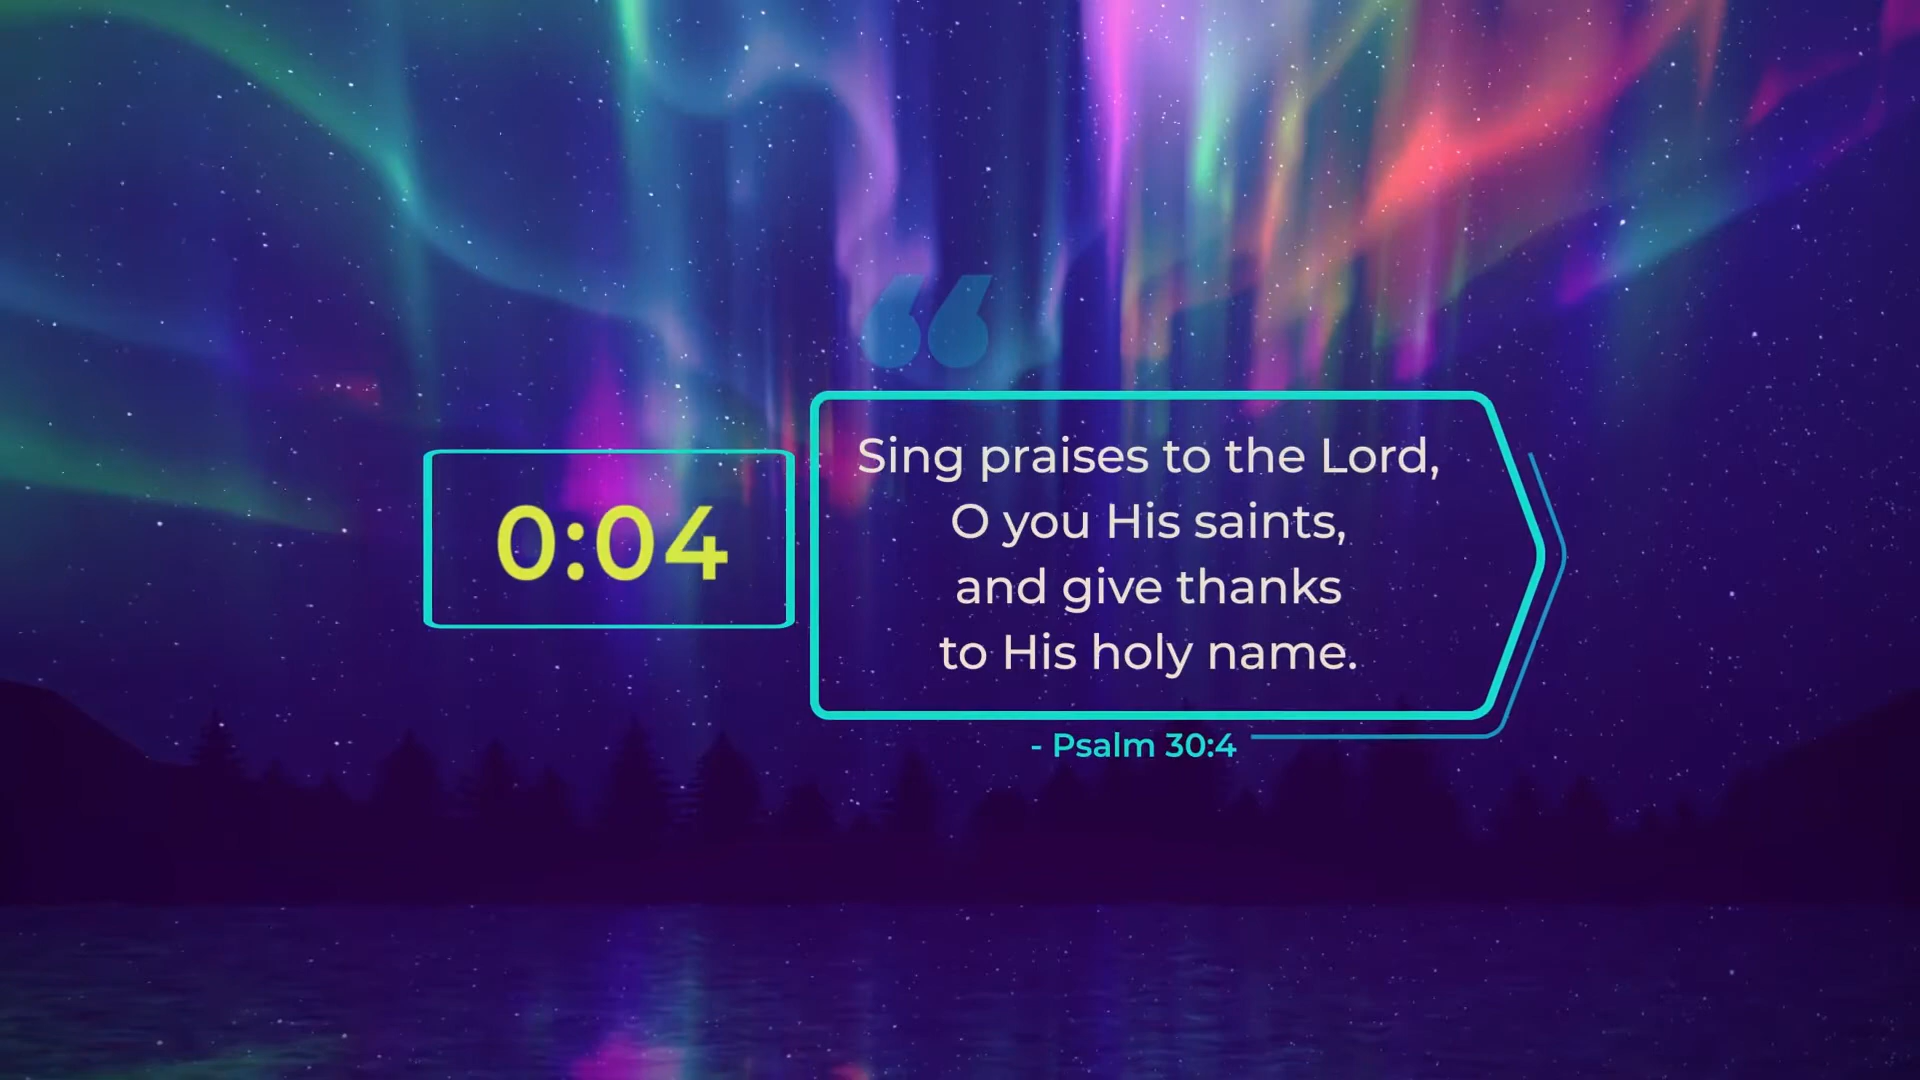 0:04
“
Sing praises to the Lord,
O you His saints,
and give thanks
to His holy name.
- Psalm 30:4